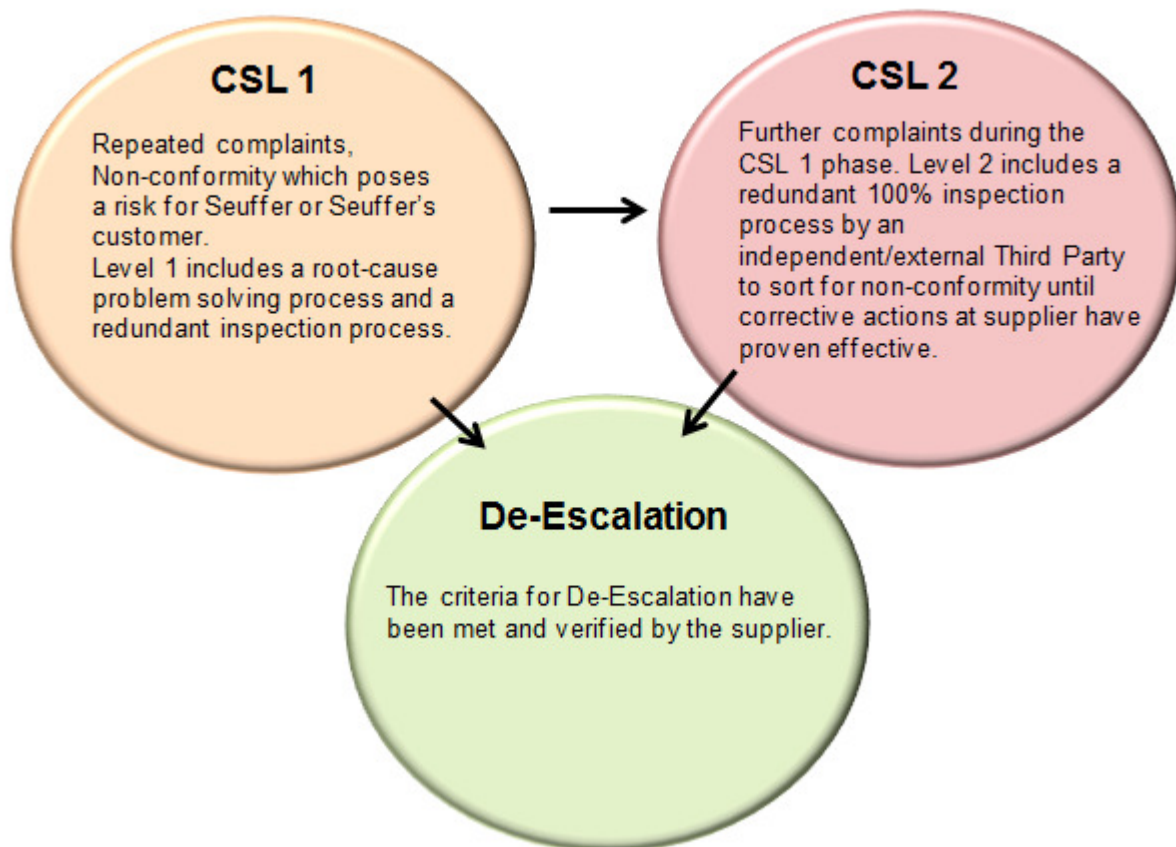 CSL 1
Repeated complaints,
Non-conformity which poses
a risk for Seuffer or Seuffer's
customer.
Level 1 includes a root-cause
problem solving process and a
redundant inspection process.
CSL 2
Further complaints during the
CSL 1 phase. Level 2 includes a
redundant 100% inspection
process by an
independent/external Third Party
to sort for non-conformity until
corrective actions at supplier have
proven effective.
De-Escalation
The criteria for De-Escalation have
been met and verified by the supplier.